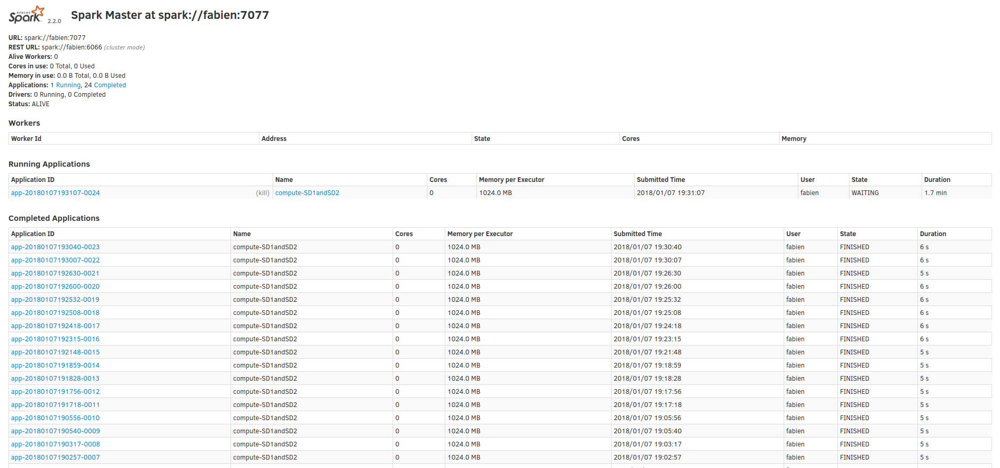 APACHE
Spark 2.2.0 Spark Master at spark://fabien:7077
URL: spark://fabien:7077
REST URL: spark://fabien:6066 (cluster mode)
Alive Workers: 0
Cores in use: 0 Total, 0 Used
Memory in use: 0.0 B Total, 0.0 B Used
Applications: 1 Running, 24 Completed
Drivers: 0 Running, 0 Completed
Status: ALIVE
Workers
Worker Id Address State Cores Memory
Running Applications
Application ID Name Cores Memory per Executor Submitted Time User State Duration
app-20180107193107-0024 (kill) compute-SD1andSD2 0 1024.0 MB 2018/01/07 19:31:07 fabien WAITING 1.7 min
Completed Applications
Application ID Name Cores Memory per Executor Submitted Time User State Duration
app-20180107193040-0023 compute-SD1andSD2 0 1024.0 MB 2018/01/07 19:30:40 fabien FINISHED 6 s
app-20180107193007-0022 compute-SD1andSD2 0 1024.0 MB 2018/01/07 19:30:07 fabien FINISHED 6 s
app-20180107192630-0021 compute-SD1andSD2 0 1024.0 MB 2018/01/07 19:26:30 fabien FINISHED 5 s
app-20180107192600-0020 compute-SD1andSD2 0 1024.0 MB 2018/01/07 19:26:00 fabien FINISHED 6 s
app-20180107192532-0019 compute-SD1andSD2 0 1024.0 MB 2018/01/07 19:25:32 fabien FINISHED 6 s
app-20180107192508-0018 compute-SD1andSD2 0 1024.0 MB 2018/01/07 19:25:08 fabien FINISHED 6 s
app-20180107192418-0017 compute-SD1andSD2 0 1024.0 MB 2018/01/07 19:24:18 fabien FINISHED 6 s
app-20180107192315-0016 compute-SD1andSD2 0 1024.0 MB 2018/01/07 19:23:15 fabien FINISHED 6 s
app-20180107192148-0015 compute-SD1andSD2 0 1024.0 MB 2018/01/07 19:21:48 fabien FINISHED 5 s
app-20180107191859-0014 compute-SD1andSD2 0 1024.0 MB 2018/01/07 19:18:59 fabien FINISHED 5 s
app-20180107191828-0013 compute-SD1andSD2 0 1024.0 MB 2018/01/07 19:18:28 fabien FINISHED 5 s
app-20180107191756-0012 compute-SD1andSD2 0 1024.0 MB 2018/01/07 19:17:56 fabien FINISHED 5 s
app-20180107191718-0011 compute-SD1andSD2 0 1024.0 MB 2018/01/07 19:17:18 fabien FINISHED 5 s
app-20180107190556-0010 compute-SD1andSD2 0 1024.0 MB 2018/01/07 19:05:56 fabien FINISHED 5 s
app-20180107190540-0009 compute-SD1andSD2 0 1024.0 MB 2018/01/07 19:05:40 fabien FINISHED 5 s
app-20180107190317-0008 compute-SD1andSD2 0 1024.0 MB 2018/01/07 19:03:17 fabien FINISHED 5 s
app-20180107190257-0007 compute-SD1andSD2 0 1024.0 MB 2018/01/07 19:02:57 fabien FINISHED 5 s